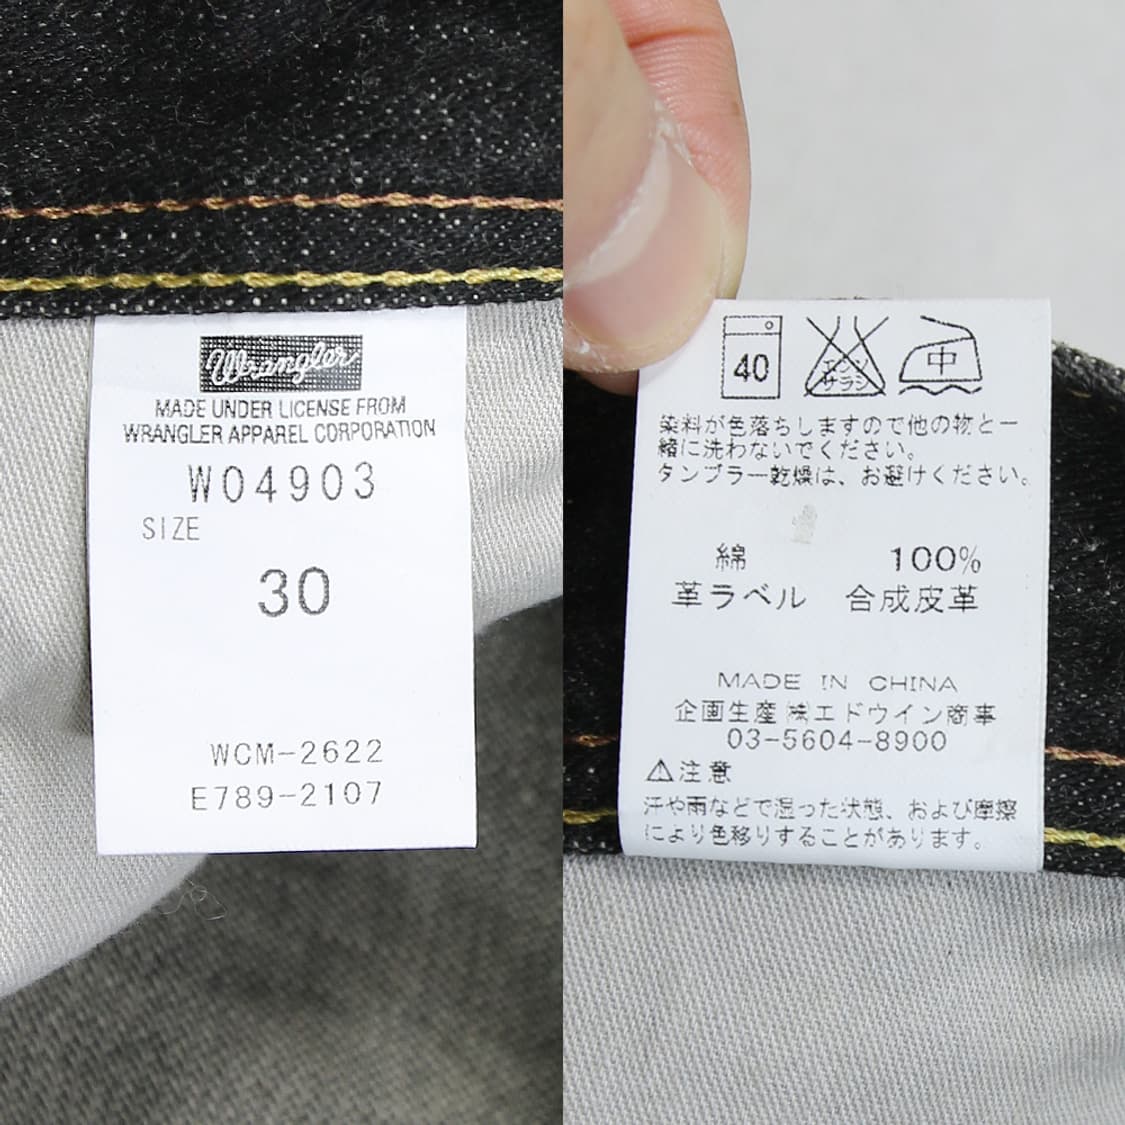 Wrangler
MADE UNDER LICENSE FROM
WRANGLER APPAREL CORPORATION
W04903
SIZE
30
WCM-2622
E789-2107
40
エンソ
サラシ
中
染料が色落ちしますので他の物と一
緒に洗わないでください。
タンブラー乾燥は、お避けください。
綿 100%
革ラベル 合成皮革
MADE IN CHINA
企画生産㈱エドウイン商事
03-5604-8900
⚠注意
汗や雨などで湿った状態、および摩擦
により色移りすることがあります。